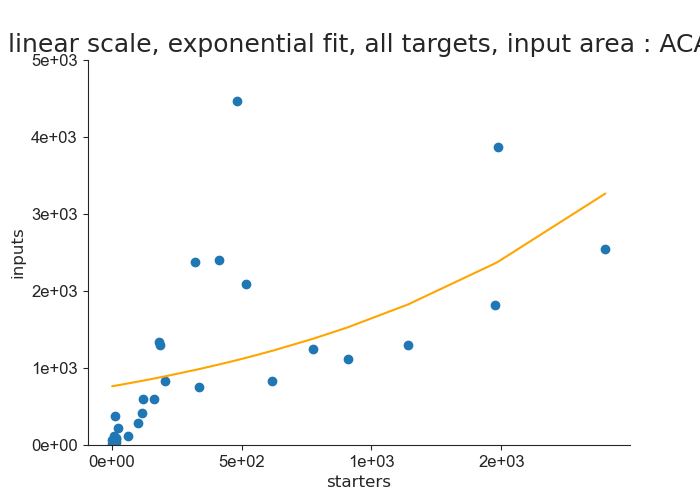 linear scale, exponential fit, all targets, input area : ACA
5e+03
4e+03
3e+03
2e+03
1e+03
0e+00
inputs
0e+00 5e+02 1e+03 2e+03
starters